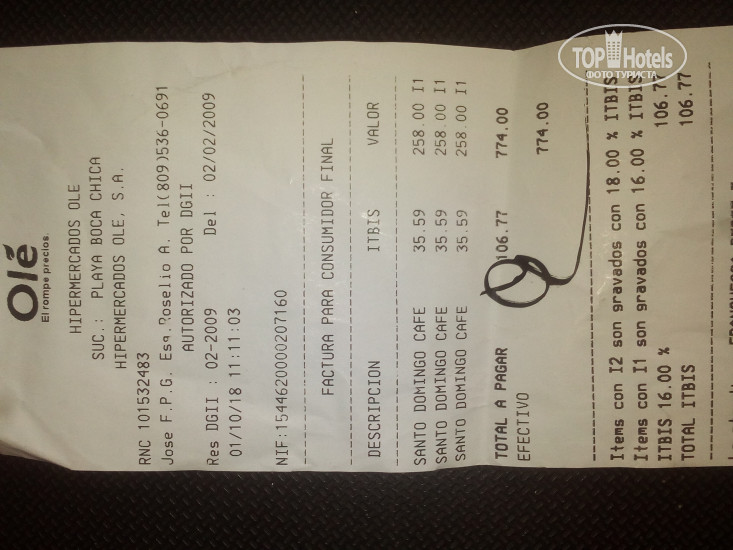 Olé
El rompe precios.
HIPERMERCADOS OLE
SUC.: PLAYA BOCA CHICA
HIPERMERCADOS OLE, S.A.
RNC 101532483
Jose F.P.G. Esq.Roselio A. Tel(809)536-0691
AUTORIZADO POR DGII
Res DGII : 02-2009 Del : 02/02/2009
01/10/18 11:11:03
NIF:1544620000207160
FACTURA PARA CONSUMIDOR FINAL
DESCRIPCION ITBIS VALOR
SANTO DOMINGO CAFE 35.59 258.00 I1
SANTO DOMINGO CAFE 35.59 258.00 I1
SANTO DOMINGO CAFE 35.59 258.00 I1
TOTAL A PAGAR 106.77 774.00
EFECTIVO 774.00
Items con I2 son gravados con 18.00 % ITBIS
Items con I1 son gravados con 16.00 % ITBIS
ITBIS 16.00 % 106.77
TOTAL ITBIS 106.77
TOP Hotels
ФОТО ТУРИСТА